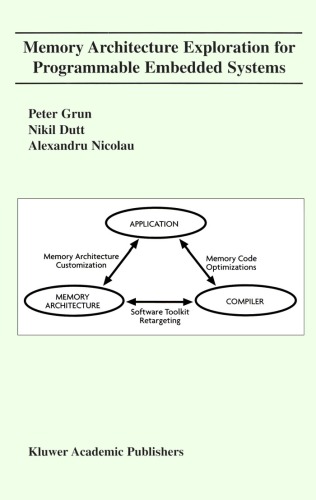 Memory Architecture Exploration for
Programmable Embedded Systems
Peter Grun
Nikil Dutt
Alexandru Nicolau
APPLICATION
Memory Architecture
Customization
Memory Code
Optimizations
MEMORY
ARCHITECTURE
COMPILER
Software Toolkit
Retargeting
Kluwer Academic Publishers